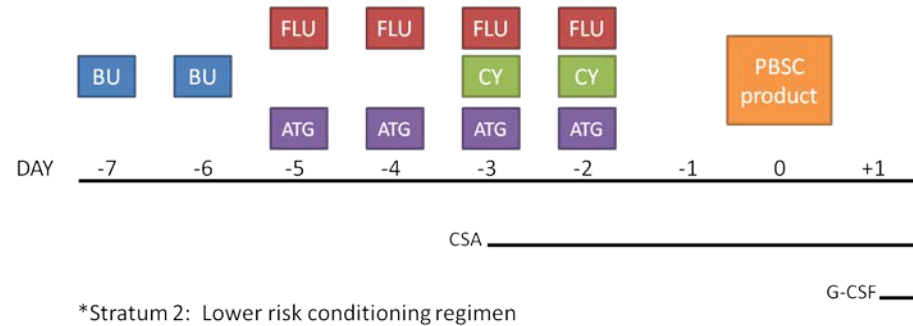 FLU FLU FLU FLU
BU BU CY CY PBSC
product
ATG ATG ATG ATG
DAY -7 -6 -5 -4 -3 -2 -1 0 +1
CSA
G-CSF
*Stratum 2: Lower risk conditioning regimen